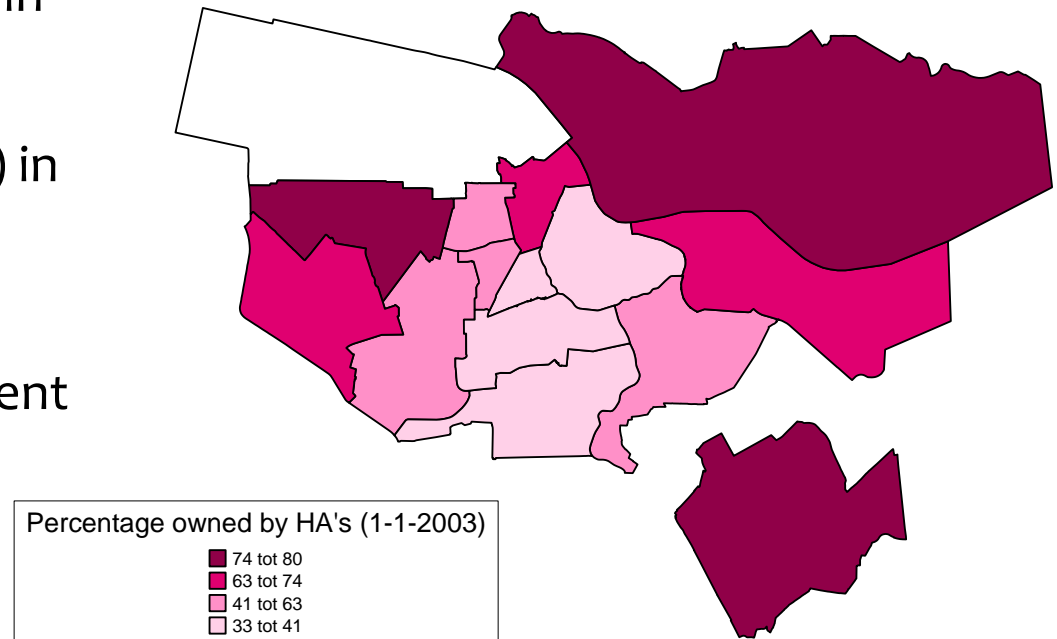 in
) in
ent
Percentage owned by HA's (1-1-2003)
74 tot 80
63 tot 74
41 tot 63
33 tot 41